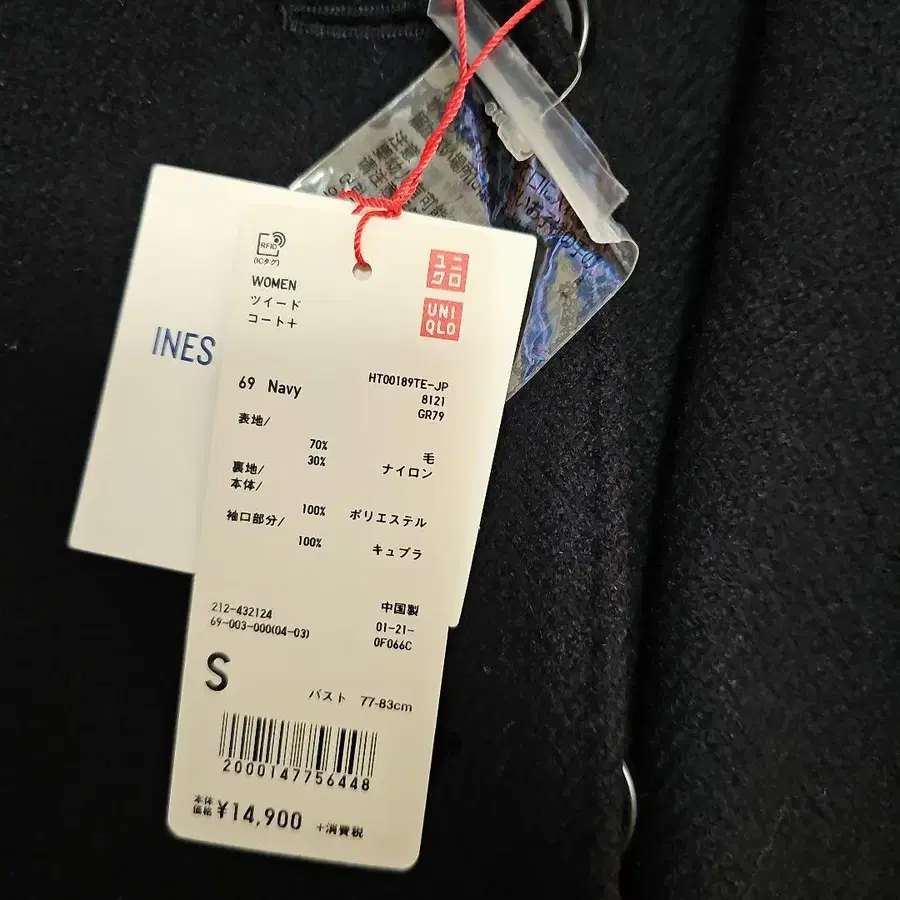 RFID
(ICタグ)
ユニ
クロ
UNI
QLO
WOMEN
ツイード
コート+
INES
69 Navy
HT00189TE-JP
8121
GR79
表地/
70% 毛
30% ナイロン
裏地/
本体/
100% ポリエステル
袖口部分/
100% キュプラ
212-432124
69-003-000(04-03)
中国製
01-21-
0F066C
S
バスト 77-83cm
2000147756448
本体
価格 ¥14,900 +消費税